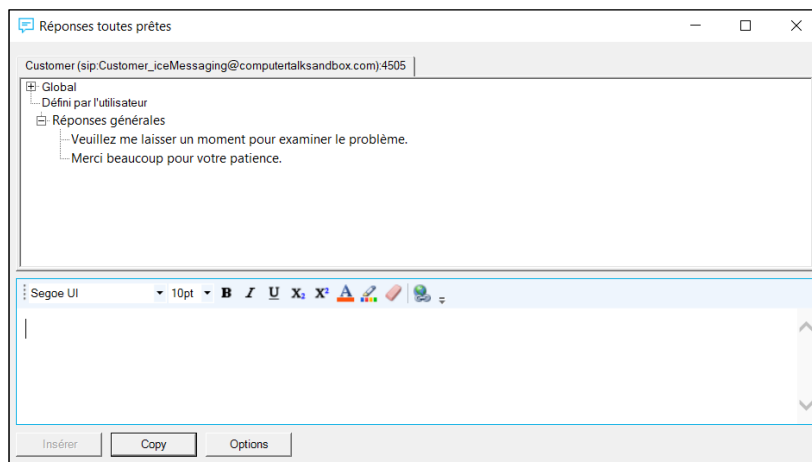 Réponses toutes prêtes
Customer (sip:Customer_iceMessaging@computertalksandbox.com):4505
Global
Défini par l'utilisateur
Réponses générales
Veuillez me laisser un moment pour examiner le problème.
Merci beaucoup pour votre patience.
Segoe UI 10pt B I U X₂ X² A
Insérer Copy Options